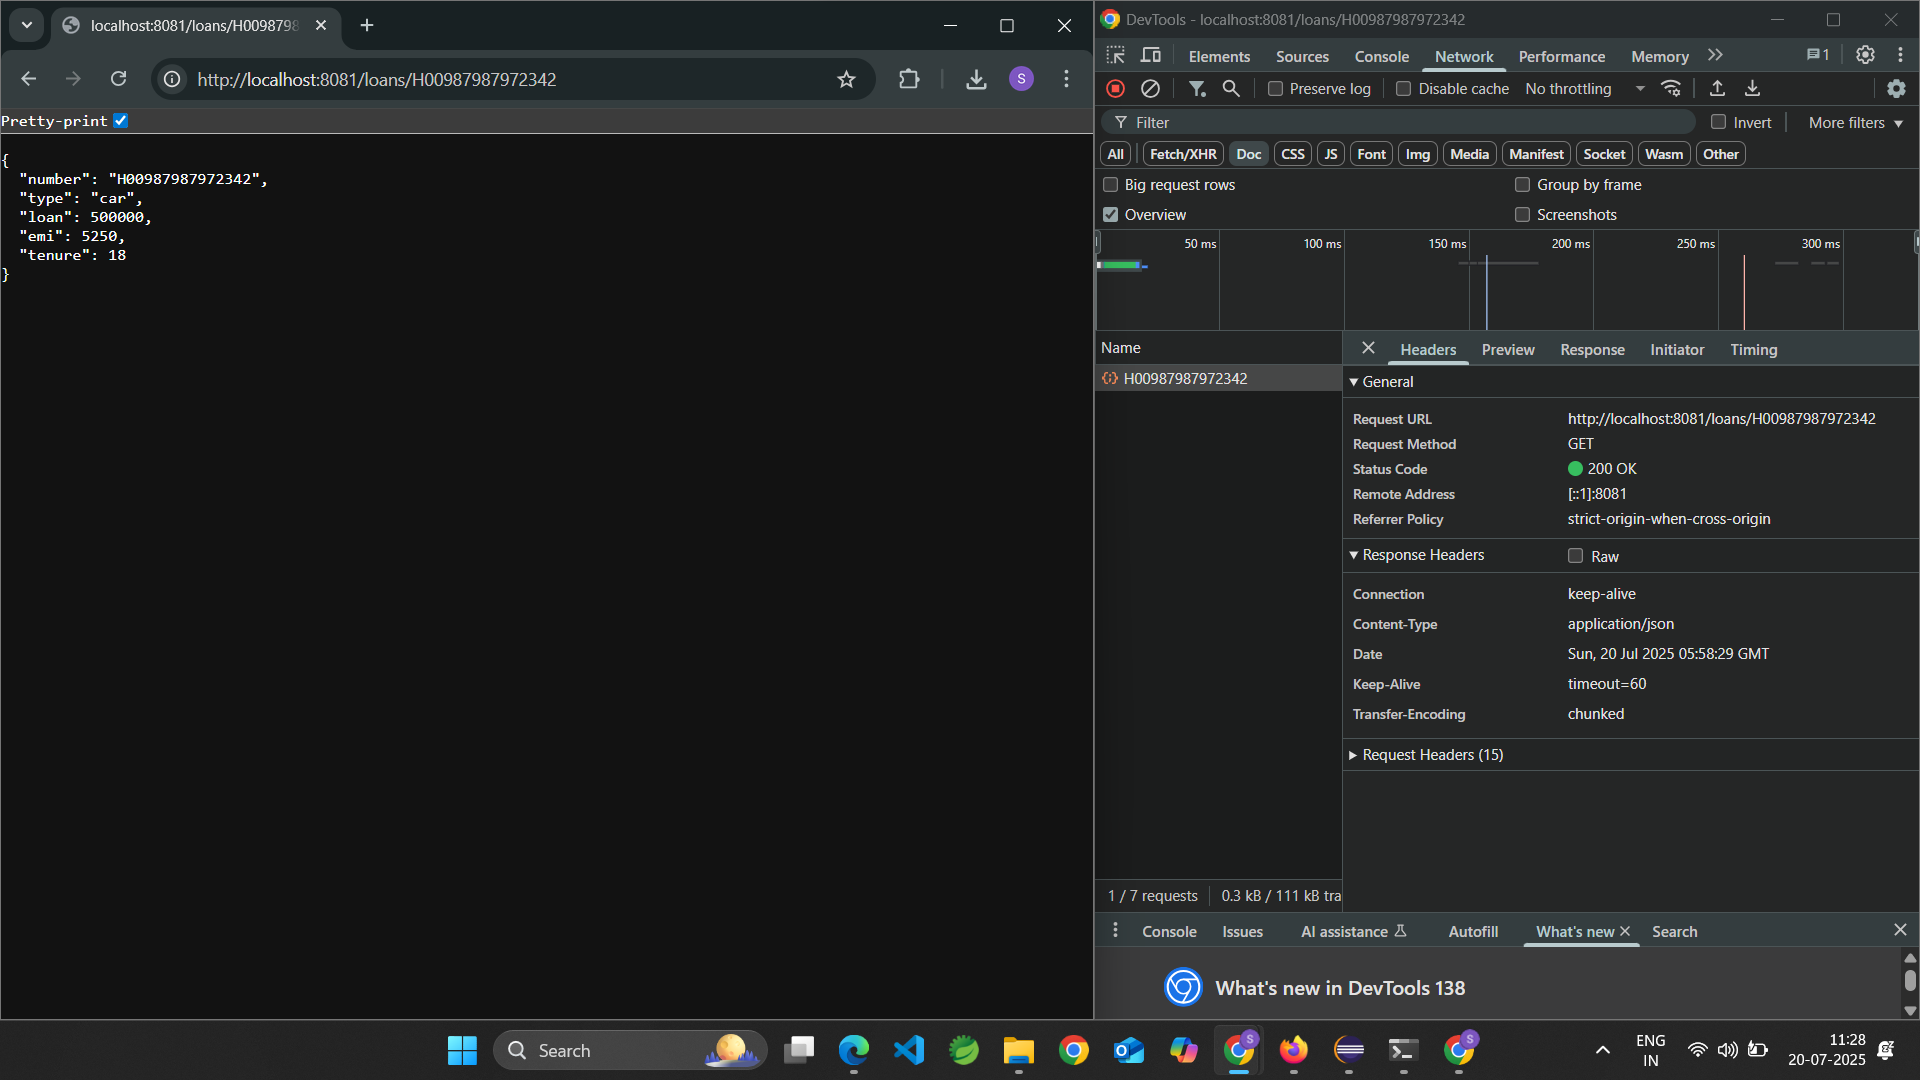 localhost:8081/loans/H00987987972342
http://localhost:8081/loans/H00987987972342
S
Pretty-print
{
  "number": "H00987987972342",
  "type": "car",
  "loan": 500000,
  "emi": 5250,
  "tenure": 18
}
DevTools - localhost:8081/loans/H00987987972342
Elements Sources Console Network Performance Memory 1
Preserve log Disable cache No throttling
Filter Invert More filters
All Fetch/XHR Doc CSS JS Font Img Media Manifest Socket Wasm Other
Big request rows Group by frame
Overview Screenshots
50 ms 100 ms 150 ms 200 ms 250 ms 300 ms
Name
H00987987972342
Headers Preview Response Initiator Timing
General
Request URL http://localhost:8081/loans/H00987987972342
Request Method GET
Status Code 200 OK
Remote Address [::1]:8081
Referrer Policy strict-origin-when-cross-origin
Response Headers Raw
Connection keep-alive
Content-Type application/json
Date Sun, 20 Jul 2025 05:58:29 GMT
Keep-Alive timeout=60
Transfer-Encoding chunked
Request Headers (15)
1 / 7 requests 0.3 kB / 111 kB tra
Console Issues AI assistance Autofill What's new Search
What's new in DevTools 138
Search
ENG
IN
11:28
20-07-2025